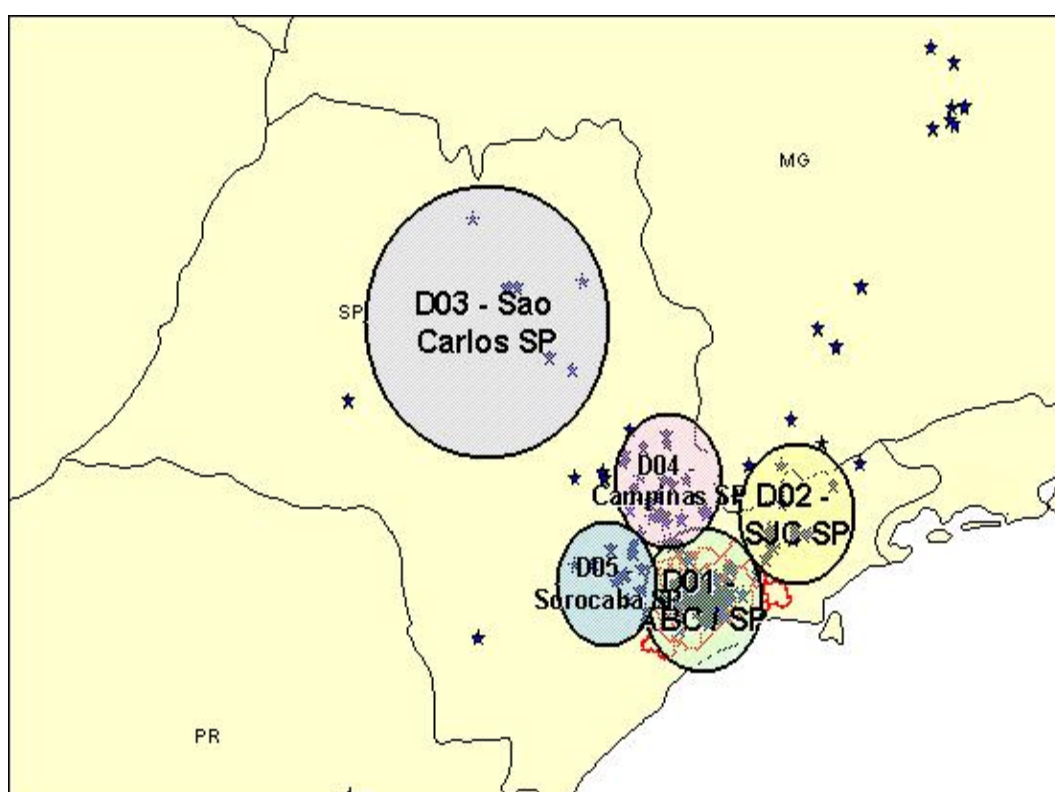 MG
SP
D03 - Sao
Carlos SP
D04 -
Campinas SP
D02 -
SJC SP
D05
Sorocaba SP
D01 -
ABC / SP
PR